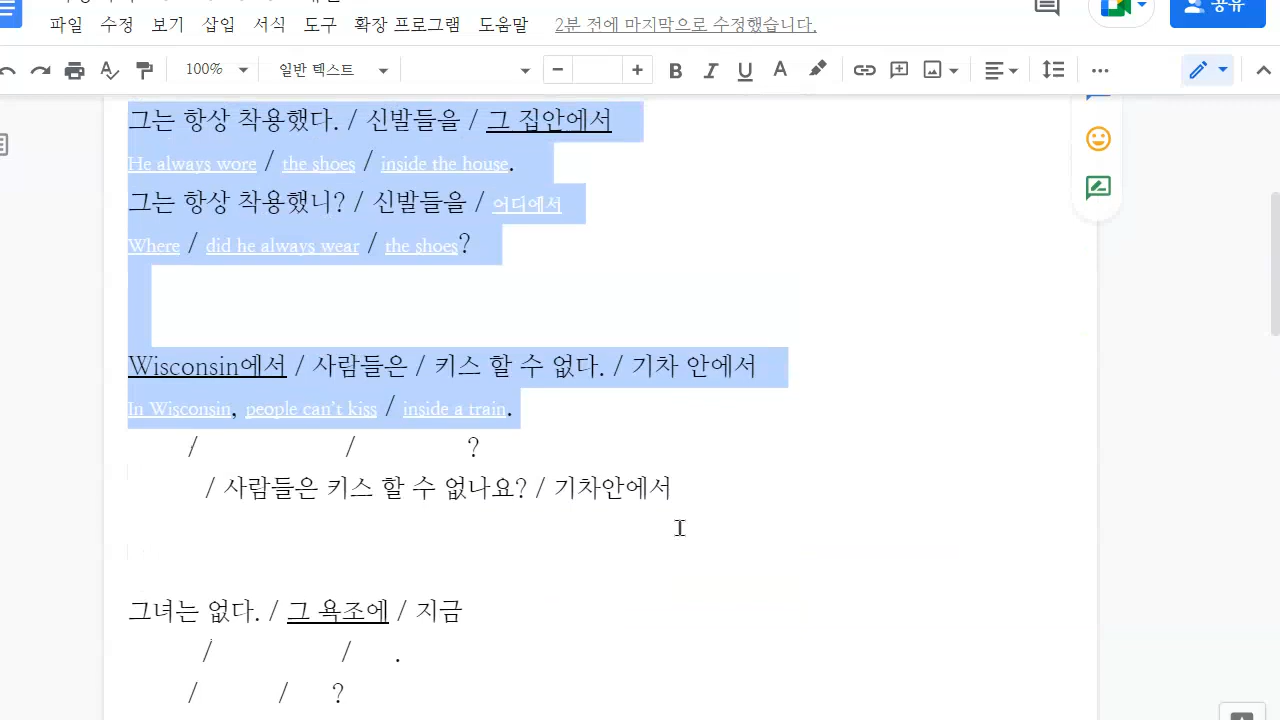 파일 수정 보기 삽입 서식 도구 확장 프로그램 도움말 2분 전에 마지막으로 수정했습니다. 공유
100% 일반 텍스트 B I U A
그는 항상 착용했다. / 신발들을 / 그 집안에서
He always wore / the shoes / inside the house.
그는 항상 착용했니? / 신발들을 / 어디에서
Where / did he always wear / the shoes?
Wisconsin에서 / 사람들은 / 키스 할 수 없다. / 기차 안에서
In Wisconsin, people can't kiss / inside a train.
/ / ?
/ 사람들은 키스 할 수 없나요? / 기차안에서
그녀는 없다. / 그 욕조에 / 지금
/ / .
/ / ?